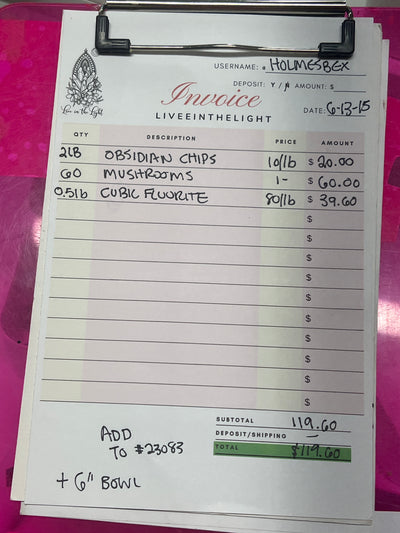 USERNAME: @ HOLMESBEX
DEPOSIT: Y / N AMOUNT: $
Live in the Light
Invoice
DATE: 6-13-15
LIVEEINTHELIGHT
QTY DESCRIPTION PRICE AMOUNT
2LB OBSIDIAN CHIPS 10/lb $ 20.00
60 MUSHROOMS 1- $ 60.00
0.5lb CUBIC FLUORITE 80/lb $ 39.60
$
$
$
$
$
$
$
$
$
SUBTOTAL 119.60
DEPOSIT/SHIPPING —
TOTAL $119.60
ADD
TO #23083
+ 6" BOWL